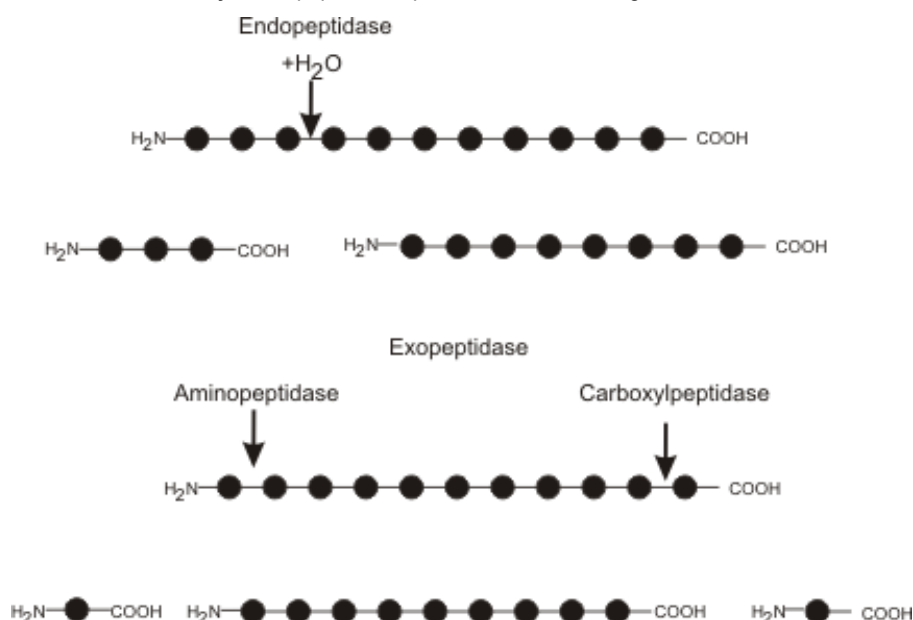 Endopeptidase
+H₂O
H₂N COOH
H₂N COOH H₂N COOH
Exopeptidase
Aminopeptidase Carboxylpeptidase
H₂N COOH
H₂N COOH H₂N COOH H₂N COOH